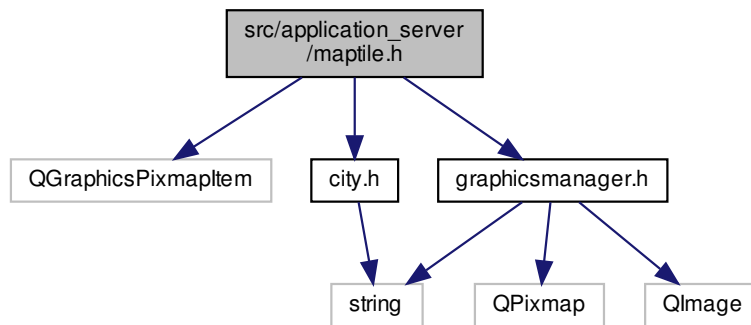 src/application_server
/maptile.h
QGraphicsPixmapItem
city.h
graphicsmanager.h
string
QPixmap
QImage